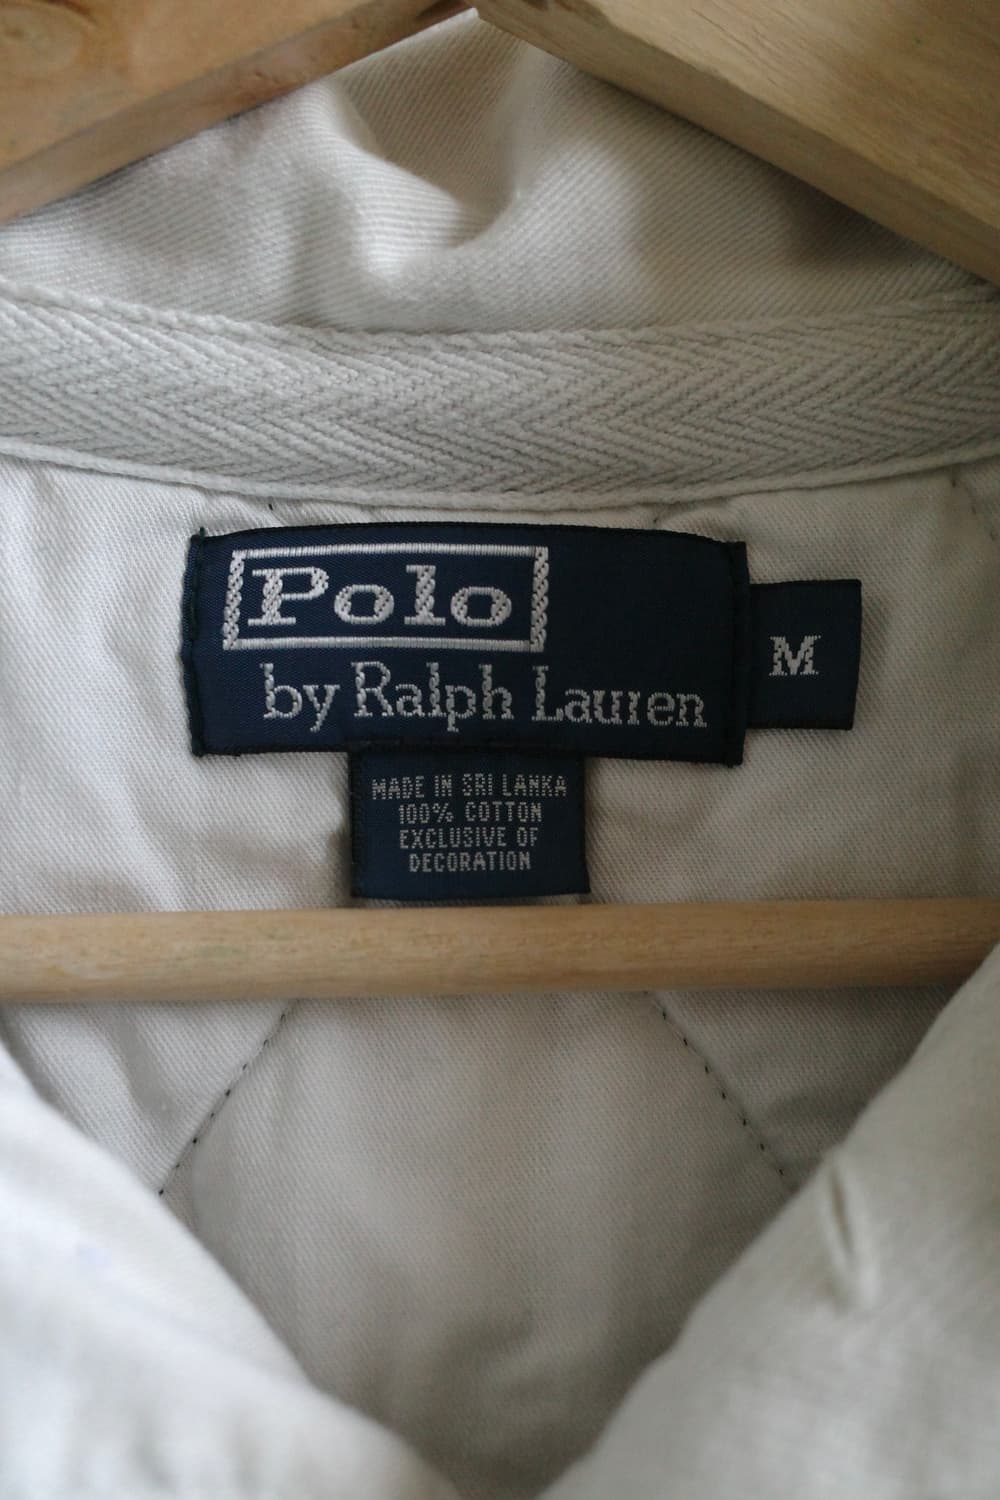 Polo
by Ralph Lauren
M
MADE IN SRI LANKA
100% COTTON
EXCLUSIVE OF
DECORATION